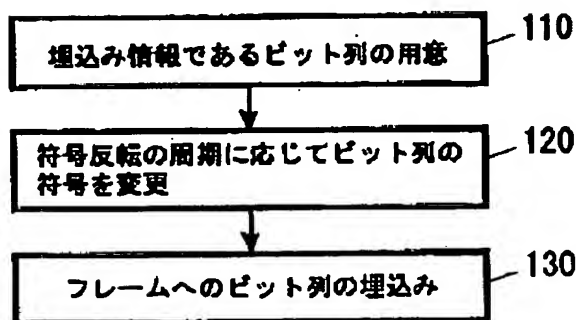 埋込み情報であるビット列の用意
110
符号反転の周期に応じてビット列の
符号を変更
120
フレームへのビット列の埋込み
130